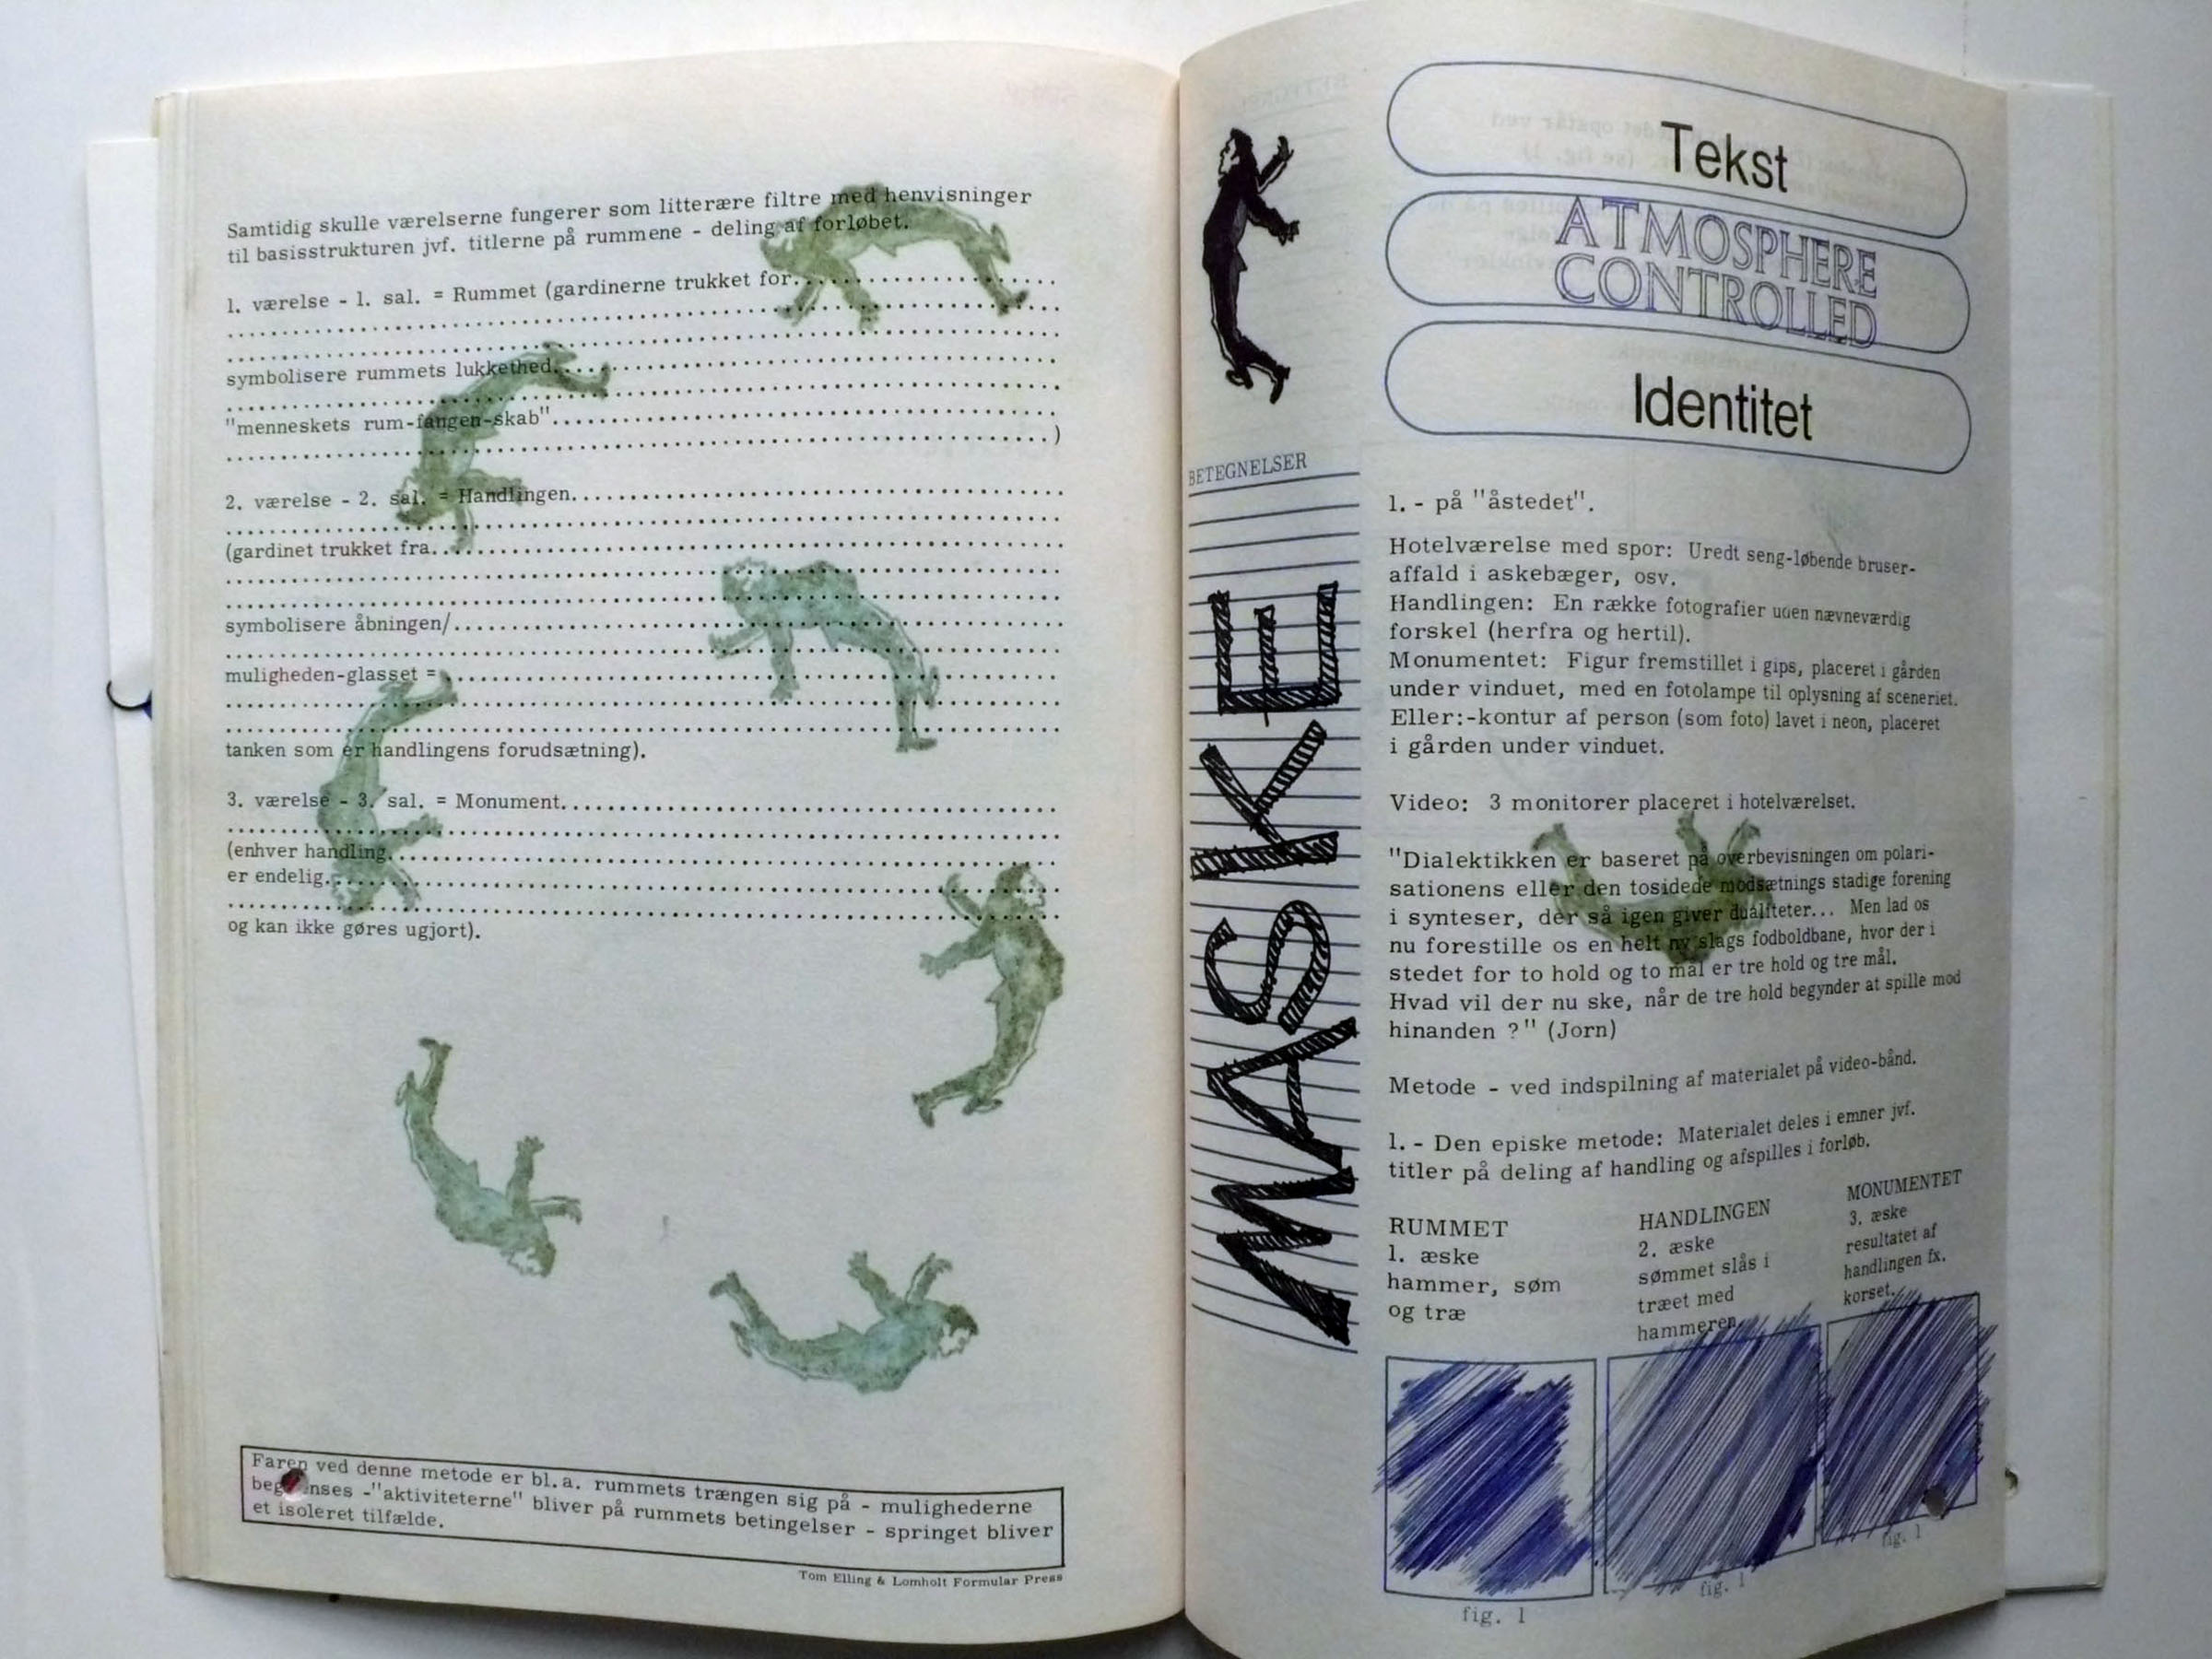 Samtidig skulle værelserne fungerer som litterære filtre med henvisninger
til basisstrukturen jvf. titlerne på rummene - deling af forløbet.
1. værelse - 1. sal. = Rummet (gardinerne trukket for
symbolisere rummets lukkethed
"menneskets rum-fangen-skab"
)
2. værelse - 2. sal. = Handlingen
(gardinet trukket fra
symbolisere åbningen/
muligheden-glasset =
tanken som er handlingens forudsætning).
3. værelse - 3. sal. = Monument
(enhver handling
er endelig
og kan ikke gøres ugjort).
Faren ved denne metode er bl.a. rummets trængen sig på - mulighederne
begrænses -"aktiviteterne" bliver på rummets betingelser - springet bliver
et isoleret tilfælde.
Tom Elling & Lomholt Formular Press
Tekst
ATMOSPHERE
CONTROLLED
Identitet
BETEGNELSER
MASKE
1. - på "åstedet".
Hotelværelse med spor: Uredt seng-løbende bruser-
affald i askebæger, osv.
Handlingen: En række fotografier uden nævneværdig
forskel (herfra og hertil).
Monumentet: Figur fremstillet i gips, placeret i gården
under vinduet, med en fotolampe til oplysning af sceneriet.
Eller:-kontur af person (som foto) lavet i neon, placeret
i gården under vinduet.
Video: 3 monitorer placeret i hotelværelset.
"Dialektikken er baseret på overbevisningen om polari-
sationens eller den tosidede modsætnings stadige forening
i synteser, der så igen giver dualiteter... Men lad os
nu forestille os en helt ny slags fodboldbane, hvor der i
stedet for to hold og to mål er tre hold og tre mål.
Hvad vil der nu ske, når de tre hold begynder at spille mod
hinanden ?" (Jorn)
Metode - ved indspilning af materialet på video-bånd.
1. - Den episke metode: Materialet deles i emner jvf.
titler på deling af handling og afspilles i forløb.
RUMMET
1. æske
hammer, søm
og træ
HANDLINGEN
2. æske
sømmet slås i
træet med
hammeren
MONUMENTET
3. æske
resultatet af
handlingen fx.
korset.
fig. 1
fig. 1
fig. 1